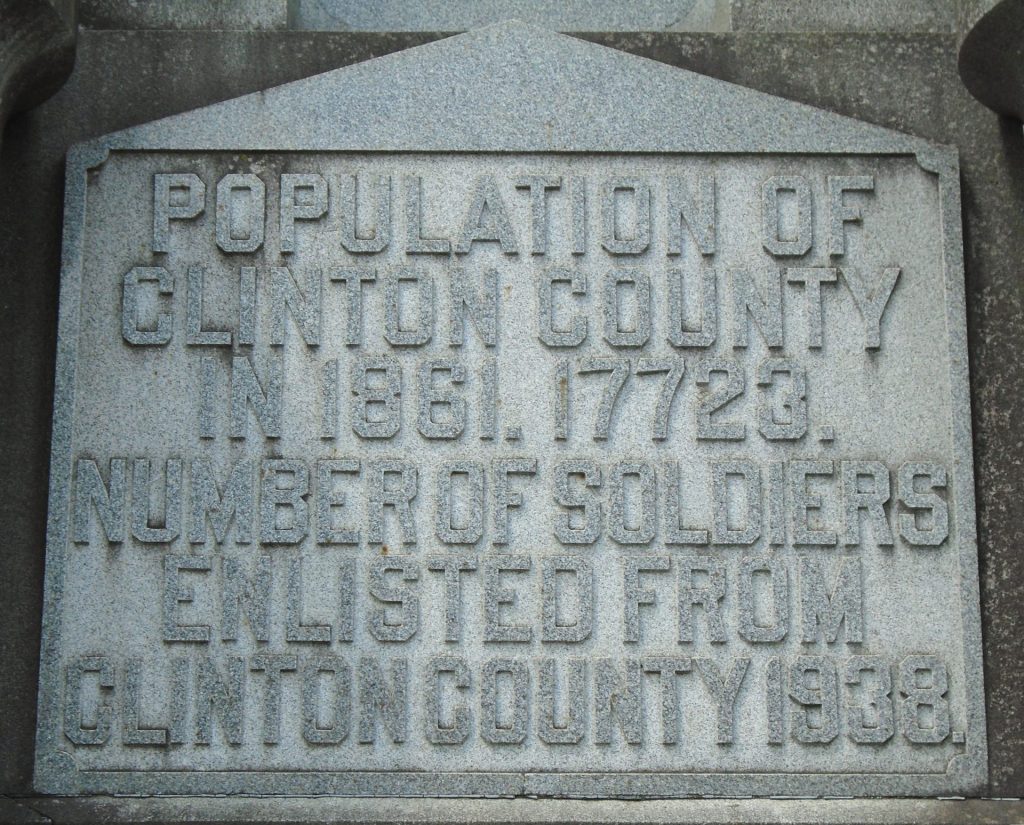 POPULATION OF
CLINTON COUNTY
IN 1861. 17723.
NUMBER OF SOLDIERS
ENLISTED FROM
CLINTON COUNTY 1938.